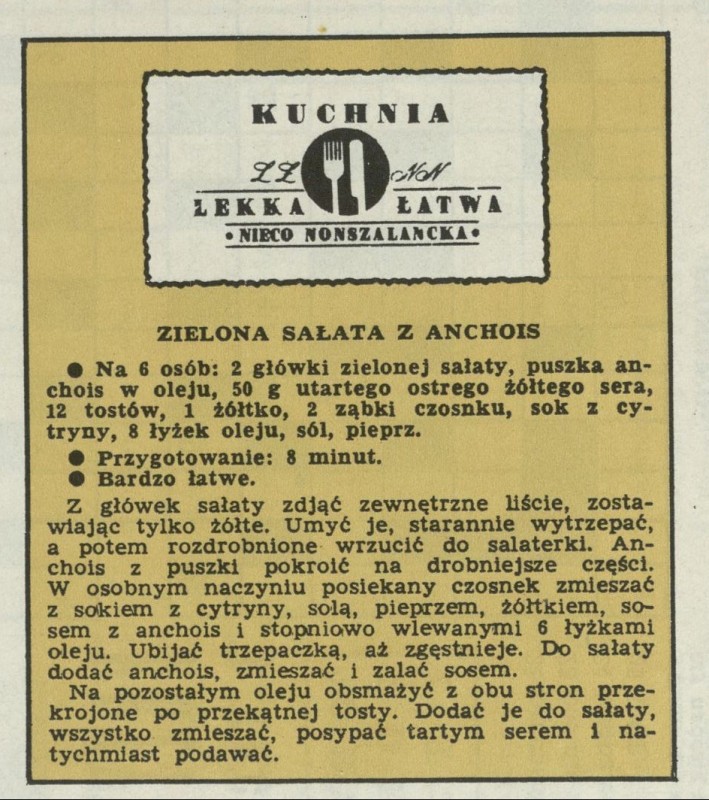 KUCHNIA
LEKKA ŁATWA
• NIECO NONSZALANCKA •
ZIELONA SAŁATA Z ANCHOIS
● Na 6 osób: 2 główki zielonej sałaty, puszka an-
chois w oleju, 50 g utartego ostrego żółtego sera,
12 tostów, 1 żółtko, 2 ząbki czosnku, sok z cy-
tryny, 8 łyżek oleju, sól, pieprz.
● Przygotowanie: 8 minut.
● Bardzo łatwe.
Z główek sałaty zdjąć zewnętrzne liście, zosta-
wiając tylko żółte. Umyć je, starannie wytrzepać,
a potem rozdrobnione wrzucić do salaterki. An-
chois z puszki pokroić na drobniejsze części.
W osobnym naczyniu posiekany czosnek zmieszać
z sokiem z cytryny, solą, pieprzem, żółtkiem, so-
sem z anchois i stopniowo wlewanymi 6 łyżkami
oleju. Ubijać trzepaczką, aż zgęstnieje. Do sałaty
dodać anchois, zmieszać i zalać sosem.
Na pozostałym oleju obsmażyć z obu stron prze-
krojone po przekątnej tosty. Dodać je do sałaty,
wszystko zmieszać, posypać tartym serem i na-
tychmiast podawać.